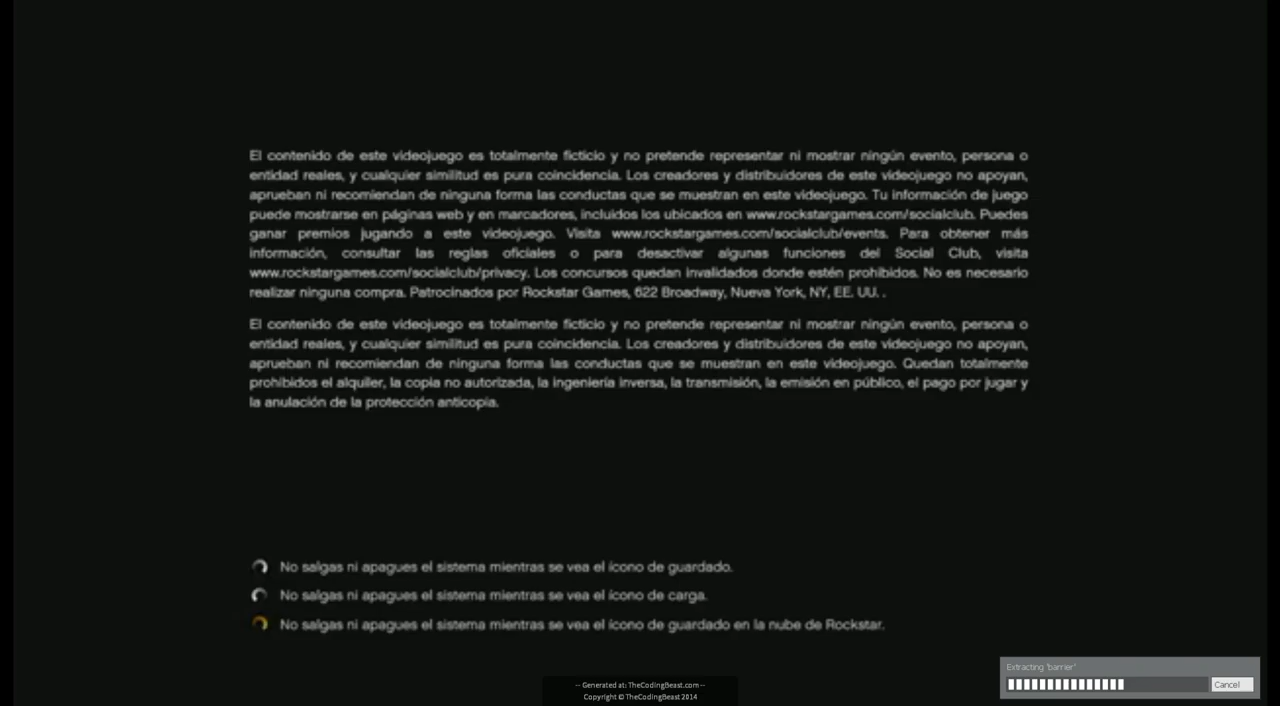 El contenido de este videojuego es totalmente ficticio y no pretende representar ni mostrar ningún evento, persona o
entidad reales, y cualquier similitud es pura coincidencia. Los creadores y distribuidores de este videojuego no apoyan,
aprueban ni recomiendan de ninguna forma las conductas que se muestran en este videojuego. Tu información de juego
puede mostrarse en páginas web y en marcadores, incluidos los ubicados en www.rockstargames.com/socialclub. Puedes
ganar premios jugando a este videojuego. Visita www.rockstargames.com/socialclub/events. Para obtener más
información, consultar las reglas oficiales o para desactivar algunas funciones del Social Club, visita
www.rockstargames.com/socialclub/privacy. Los concursos quedan invalidados donde estén prohibidos. No es necesario
realizar ninguna compra. Patrocinados por Rockstar Games, 622 Broadway, Nueva York, NY, EE. UU. .
El contenido de este videojuego es totalmente ficticio y no pretende representar ni mostrar ningún evento, persona o
entidad reales, y cualquier similitud es pura coincidencia. Los creadores y distribuidores de este videojuego no apoyan,
aprueban ni recomiendan de ninguna forma las conductas que se muestran en este videojuego. Quedan totalmente
prohibidos el alquiler, la copia no autorizada, la ingeniería inversa, la transmisión, la emisión en público, el pago por jugar y
la anulación de la protección anticopia.
No salgas ni apagues el sistema mientras se vea el ícono de guardado.
No salgas ni apagues el sistema mientras se vea el ícono de carga.
No salgas ni apagues el sistema mientras se vea el ícono de guardado en la nube de Rockstar.
Extracting 'barrier'
Cancel
-- Generated at: TheCodingBeast.com --
Copyright © TheCodingBeast 2014